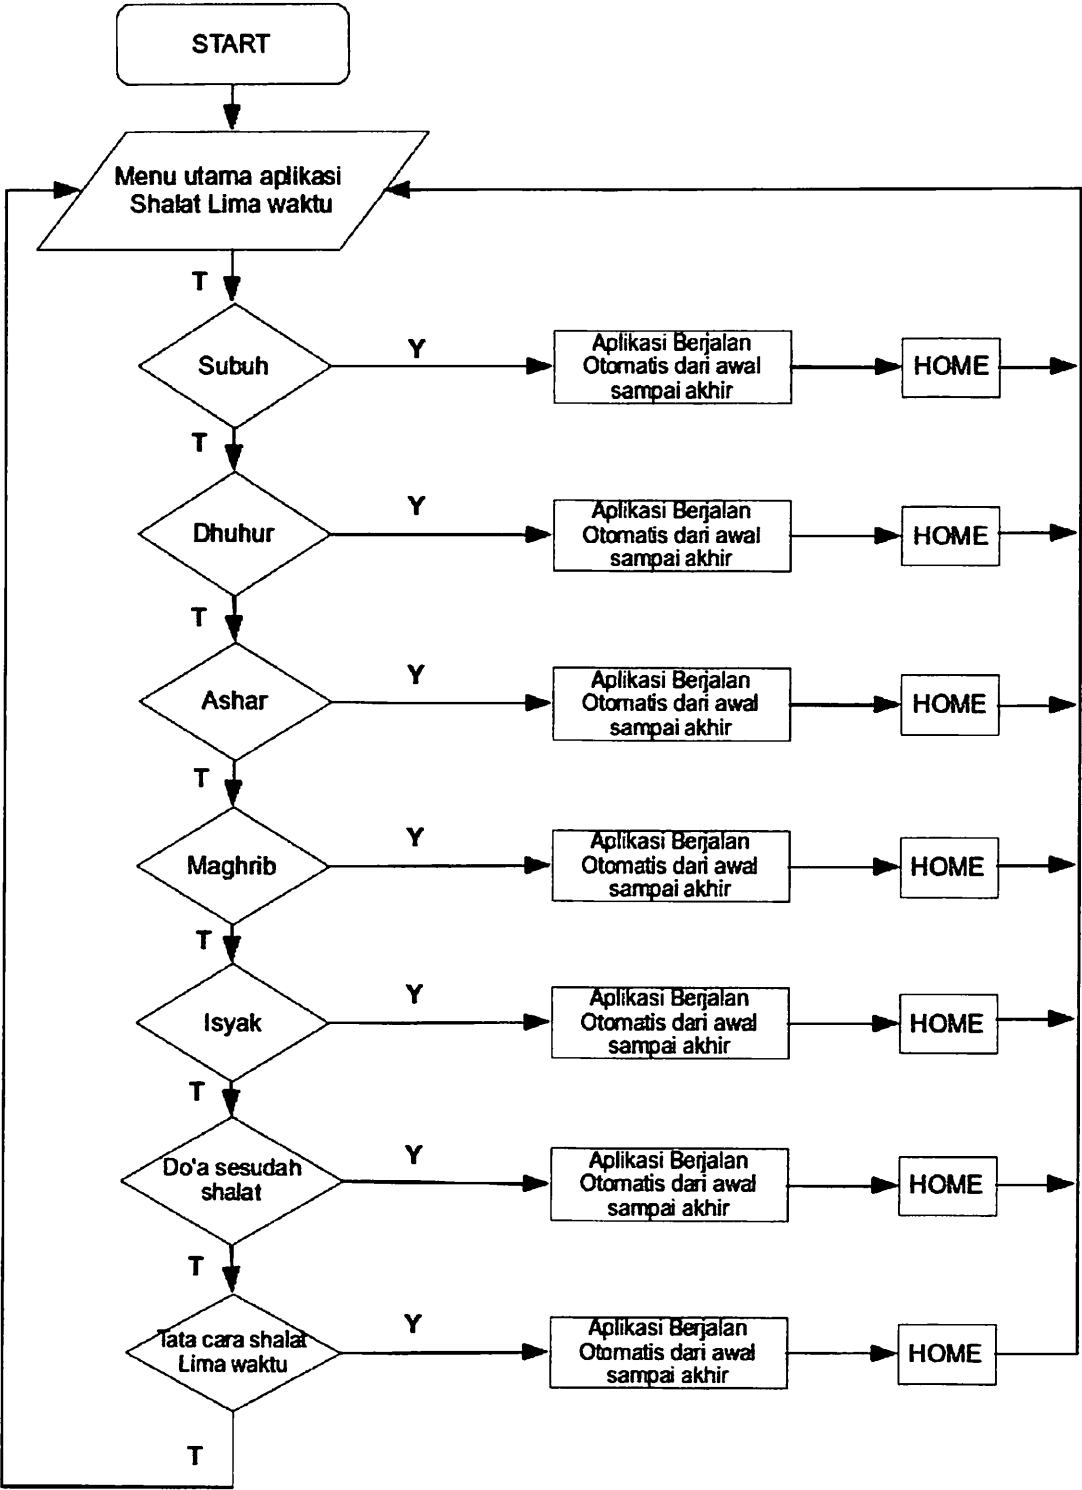 START
Menu utama aplikasi
Shalat Lima waktu
T
Subuh
Y
Aplikasi Berjalan
Otomatis dari awal
sampai akhir
HOME
T
Dhuhur
Y
Aplikasi Berjalan
Otomatis dari awal
sampai akhir
HOME
T
Ashar
Y
Aplikasi Berjalan
Otomatis dari awal
sampai akhir
HOME
T
Maghrib
Y
Aplikasi Berjalan
Otomatis dari awal
sampai akhir
HOME
T
Isyak
Y
Aplikasi Berjalan
Otomatis dari awal
sampai akhir
HOME
T
Do'a sesudah
shalat
Y
Aplikasi Berjalan
Otomatis dari awal
sampai akhir
HOME
T
Tata cara shalat
Lima waktu
Y
Aplikasi Berjalan
Otomatis dari awal
sampai akhir
HOME
T